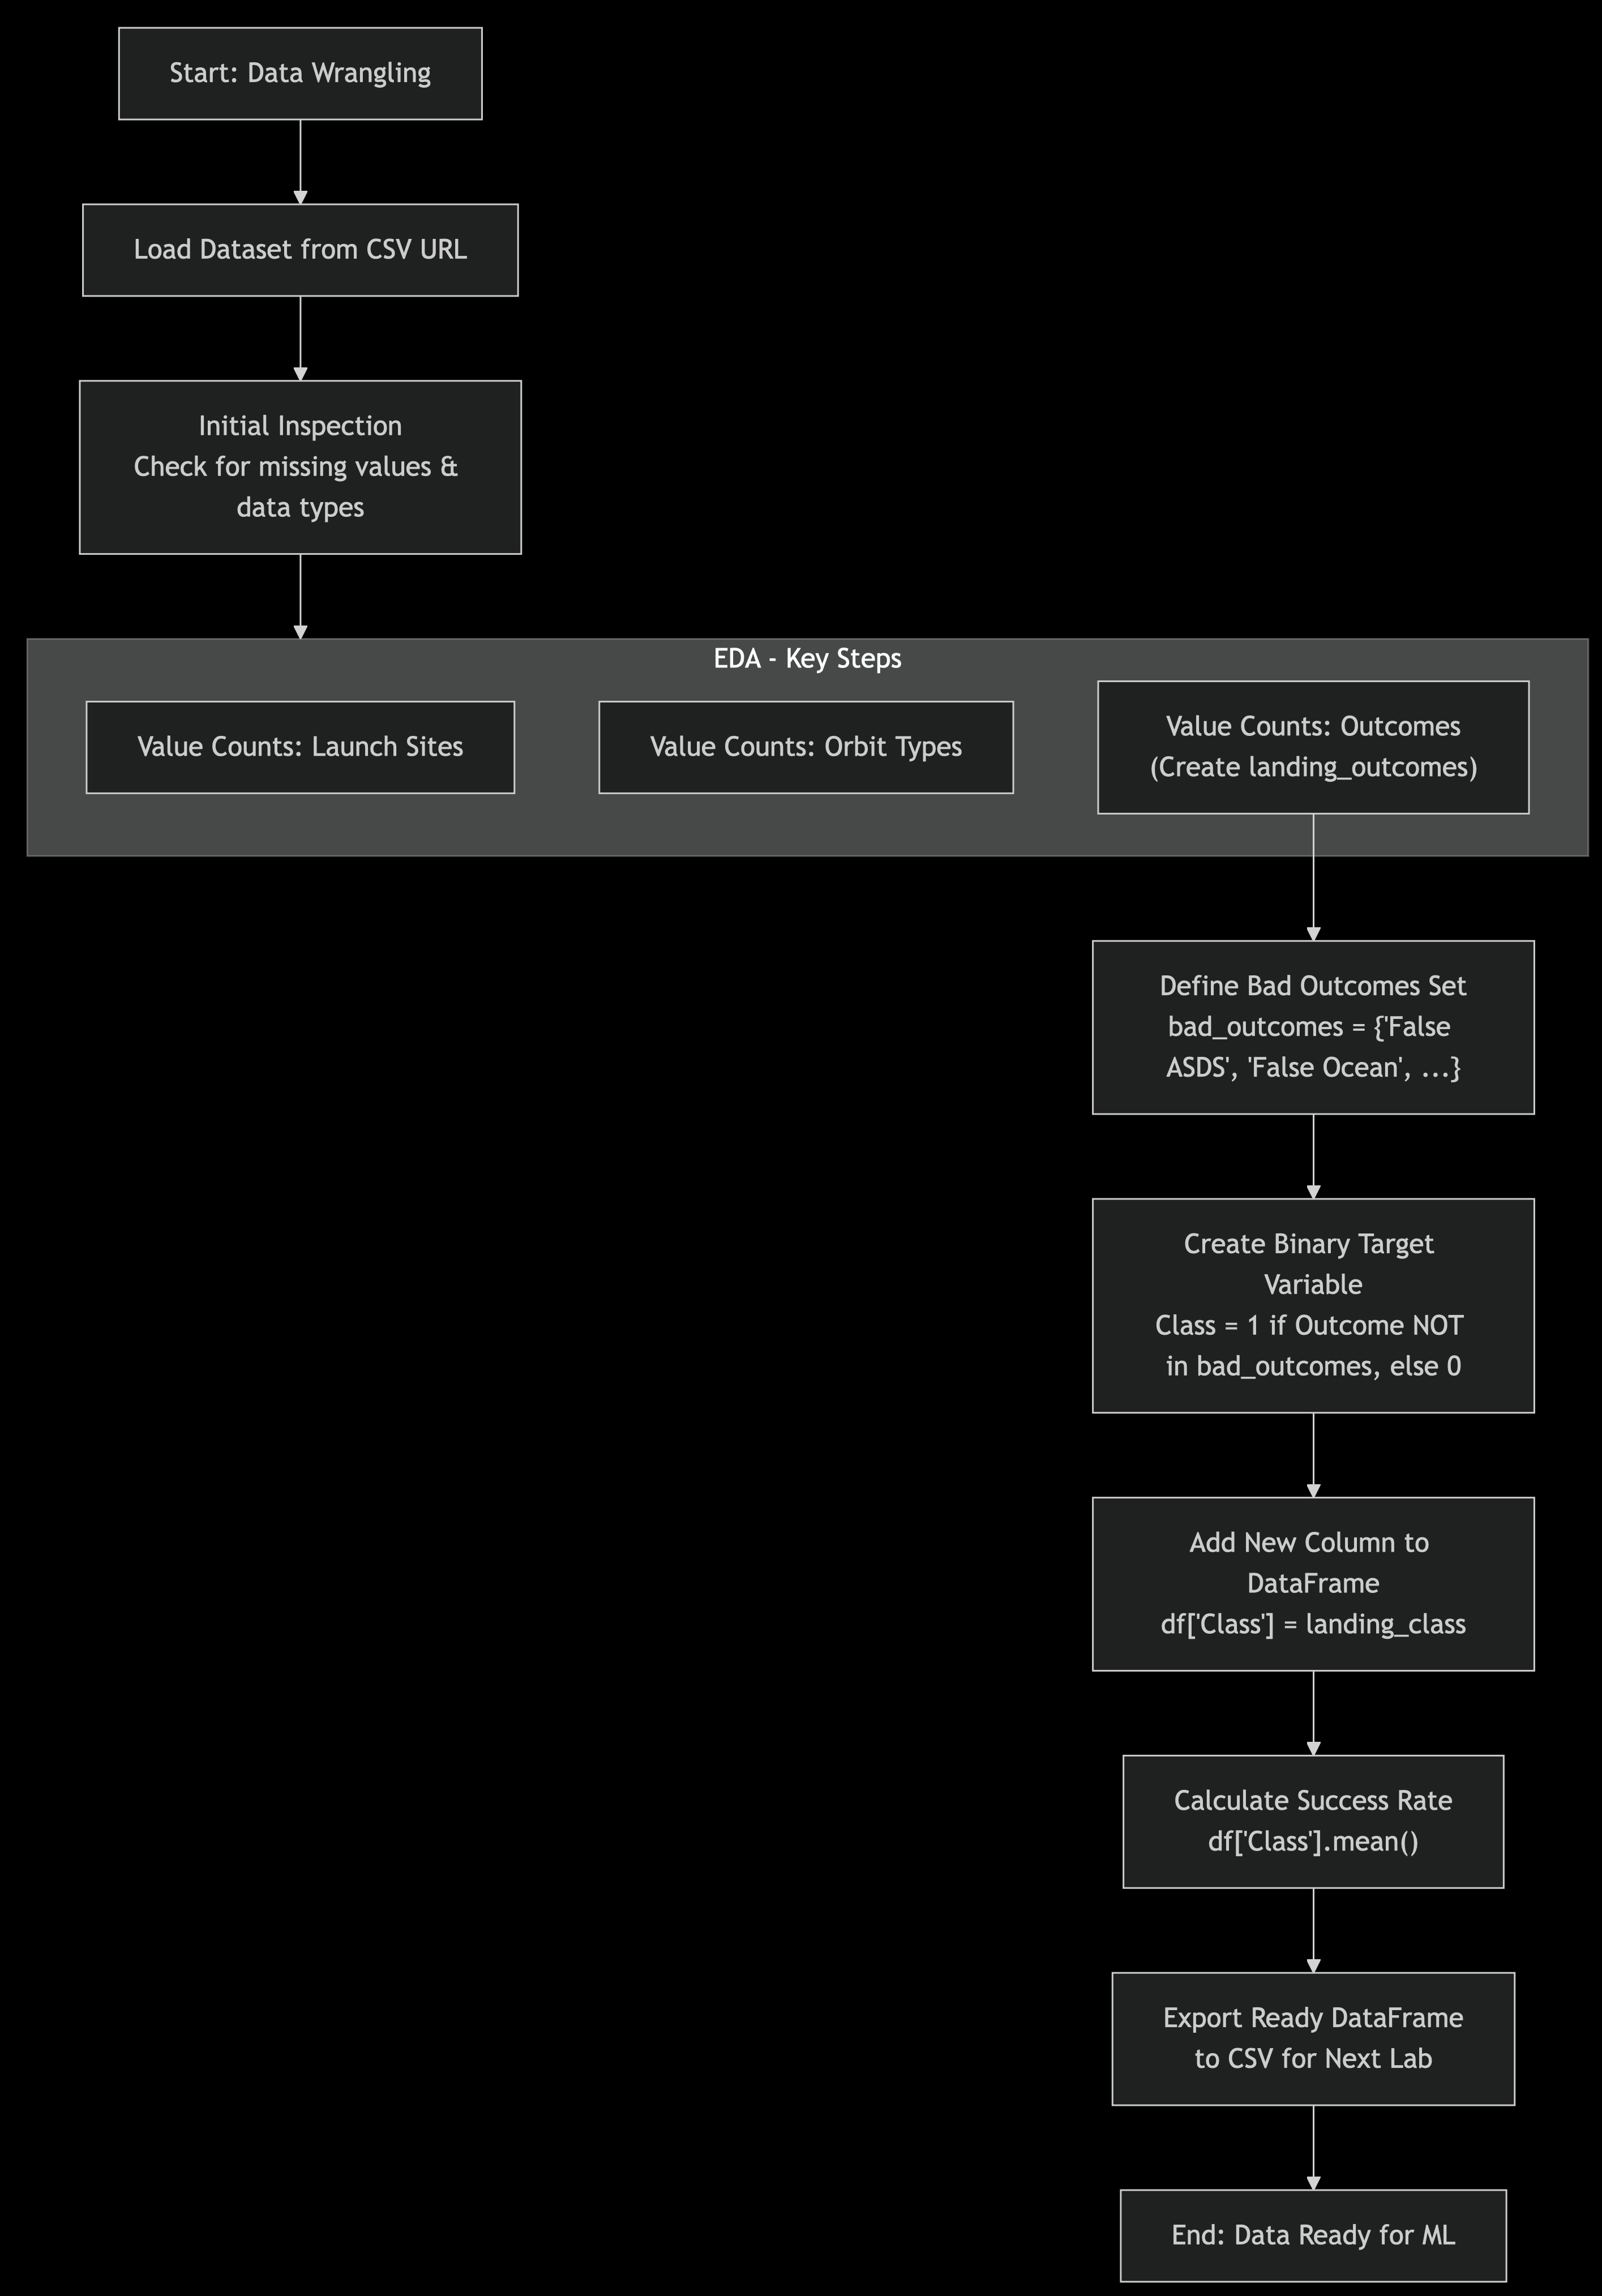 Start: Data Wrangling
Load Dataset from CSV URL
Initial Inspection
Check for missing values &
data types
EDA - Key Steps
Value Counts: Launch Sites
Value Counts: Orbit Types
Value Counts: Outcomes
(Create landing_outcomes)
Define Bad Outcomes Set
bad_outcomes = {'False
ASDS', 'False Ocean', ...}
Create Binary Target
Variable
Class = 1 if Outcome NOT
in bad_outcomes, else 0
Add New Column to
DataFrame
df['Class'] = landing_class
Calculate Success Rate
df['Class'].mean()
Export Ready DataFrame
to CSV for Next Lab
End: Data Ready for ML